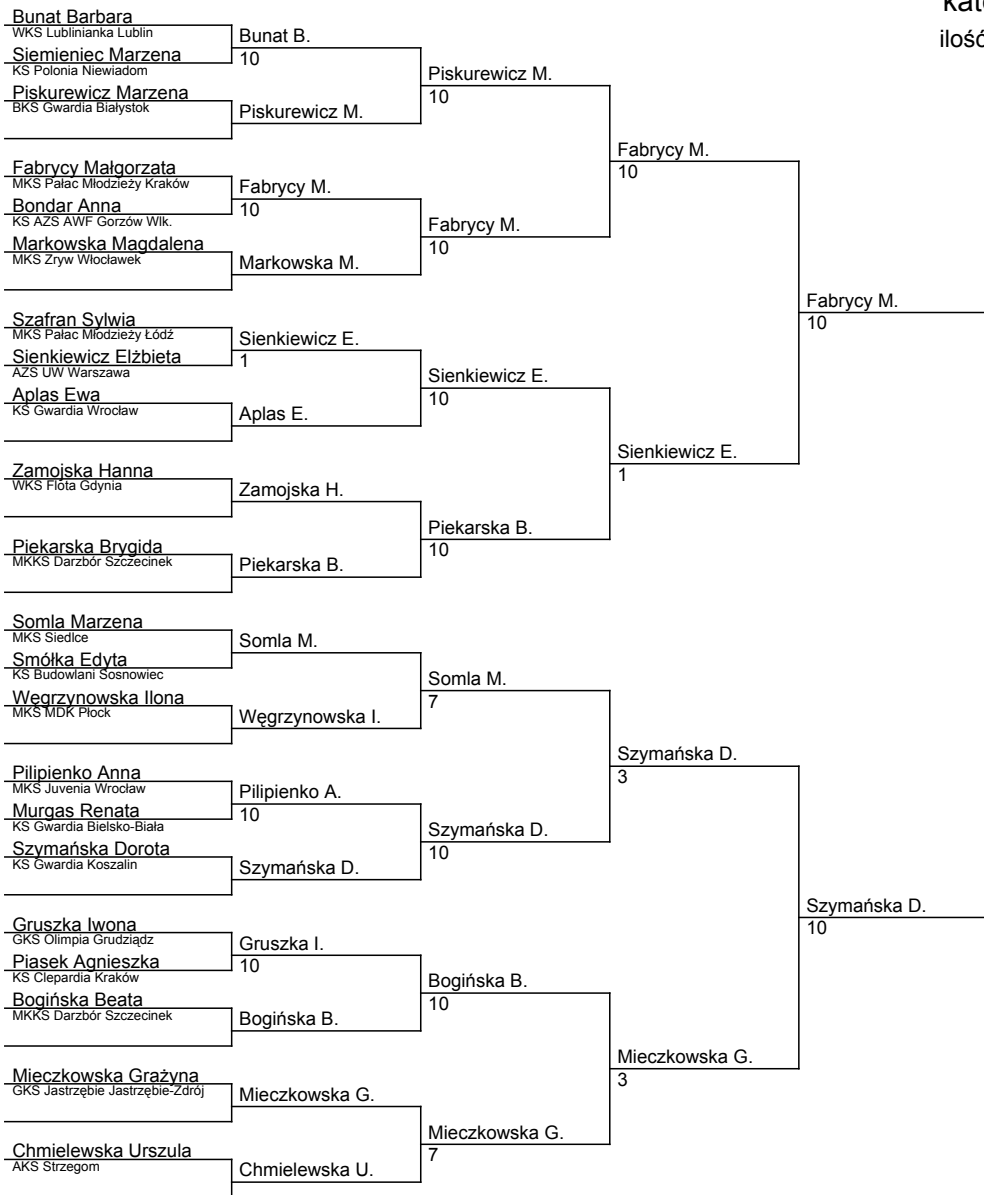 kate
ilość
Bunat Barbara
WKS Lublinianka Lublin
Siemieniec Marzena
KS Polonia Niewiadom
Piskurewicz Marzena
BKS Gwardia Białystok
Fabrycy Małgorzata
MKS Pałac Młodzieży Kraków
Bondar Anna
KS AZS AWF Gorzów Wlk.
Markowska Magdalena
MKS Zryw Włocławek
Szafran Sylwia
MKS Pałac Młodzieży Łódź
Sienkiewicz Elżbieta
AZS UW Warszawa
Aplas Ewa
KS Gwardia Wrocław
Zamojska Hanna
WKS Flota Gdynia
Piekarska Brygida
MKKS Darzbór Szczecinek
Somla Marzena
MKS Siedlce
Smółka Edyta
KS Budowlani Sosnowiec
Węgrzynowska Ilona
MKS MDK Płock
Pilipienko Anna
MKS Juvenia Wrocław
Murgas Renata
KS Gwardia Bielsko-Biała
Szymańska Dorota
KS Gwardia Koszalin
Gruszka Iwona
GKS Olimpia Grudziądz
Piasek Agnieszka
KS Clepardia Kraków
Bogińska Beata
MKKS Darzbór Szczecinek
Mieczkowska Grażyna
GKS Jastrzębie Jastrzębie-Zdrój
Chmielewska Urszula
AKS Strzegom
Bunat B.
10
Piskurewicz M.
Fabrycy M.
10
Markowska M.
Sienkiewicz E.
1
Aplas E.
Zamojska H.
Piekarska B.
Somla M.
Węgrzynowska I.
Pilipienko A.
10
Szymańska D.
Gruszka I.
10
Bogińska B.
Mieczkowska G.
Chmielewska U.
Piskurewicz M.
10
Fabrycy M.
10
Sienkiewicz E.
10
Piekarska B.
10
Somla M.
7
Szymańska D.
10
Bogińska B.
10
Mieczkowska G.
7
Fabrycy M.
10
Sienkiewicz E.
1
Szymańska D.
3
Mieczkowska G.
3
Fabrycy M.
10
Szymańska D.
10